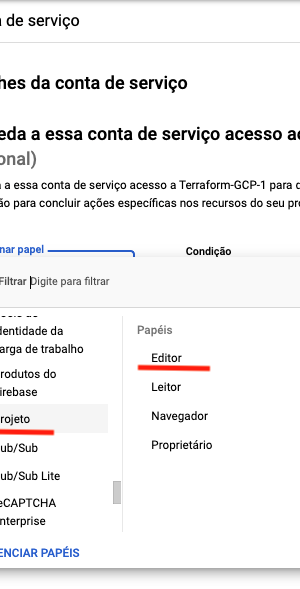 de serviço
hes da conta de serviço
eda a essa conta de serviço acesso ao
onal)
a a essa conta de serviço acesso a Terraform-GCP-1 para
ão para concluir ações específicas nos recursos do seu pr
nar papel
Condição
Filtrar Digite para filtrar
dentidade da
arga de trabalho
rodutos do
irebase
rojeto
ub/Sub
ub/Sub Lite
eCAPTCHA
nterprise
Papéis
Editor
Leitor
Navegador
Proprietário
ENCIAR PAPÉIS